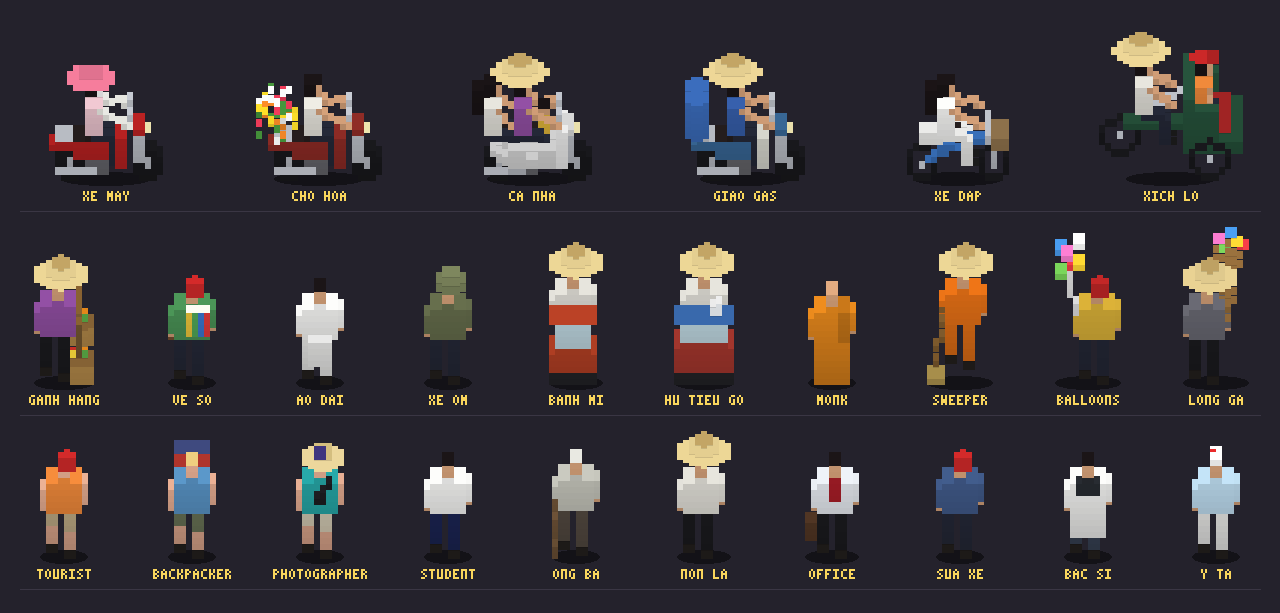 XE MAY CHO HOA CA NHA GIAO GAS XE DAP XICH LO
GANH HANG VE SO AO DAI XE OM BANH MI HU TIEU GO MONK SWEEPER BALLOONS LONG GA
TOURIST BACKPACKER PHOTOGRAPHER STUDENT ONG BA NON LA OFFICE SUA XE BAC SI Y TA